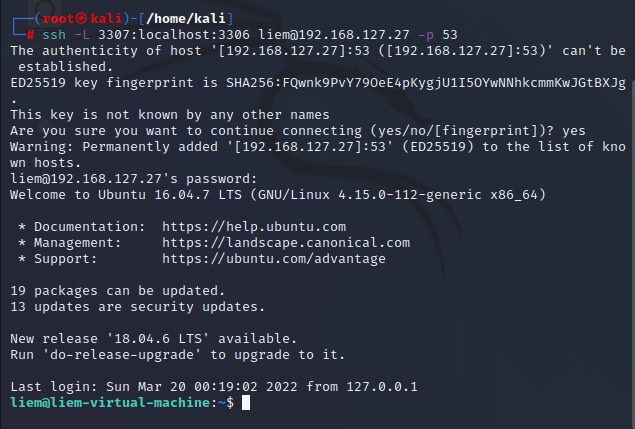 ┌──(root㉿kali)-[/home/kali]
└─# ssh -L 3307:localhost:3306 liem@192.168.127.27 -p 53
The authenticity of host '[192.168.127.27]:53 ([192.168.127.27]:53)' can't be
 established.
ED25519 key fingerprint is SHA256:FQwnk9PvY79OeE4pKygjU1I5OYwNNhkcmmKwJGtBXJg
.
This key is not known by any other names
Are you sure you want to continue connecting (yes/no/[fingerprint])? yes
Warning: Permanently added '[192.168.127.27]:53' (ED25519) to the list of kno
wn hosts.
liem@192.168.127.27's password:
Welcome to Ubuntu 16.04.7 LTS (GNU/Linux 4.15.0-112-generic x86_64)

 * Documentation:  https://help.ubuntu.com
 * Management:     https://landscape.canonical.com
 * Support:        https://ubuntu.com/advantage

19 packages can be updated.
13 updates are security updates.

New release '18.04.6 LTS' available.
Run 'do-release-upgrade' to upgrade to it.

Last login: Sun Mar 20 00:19:02 2022 from 127.0.0.1
liem@liem-virtual-machine:~$